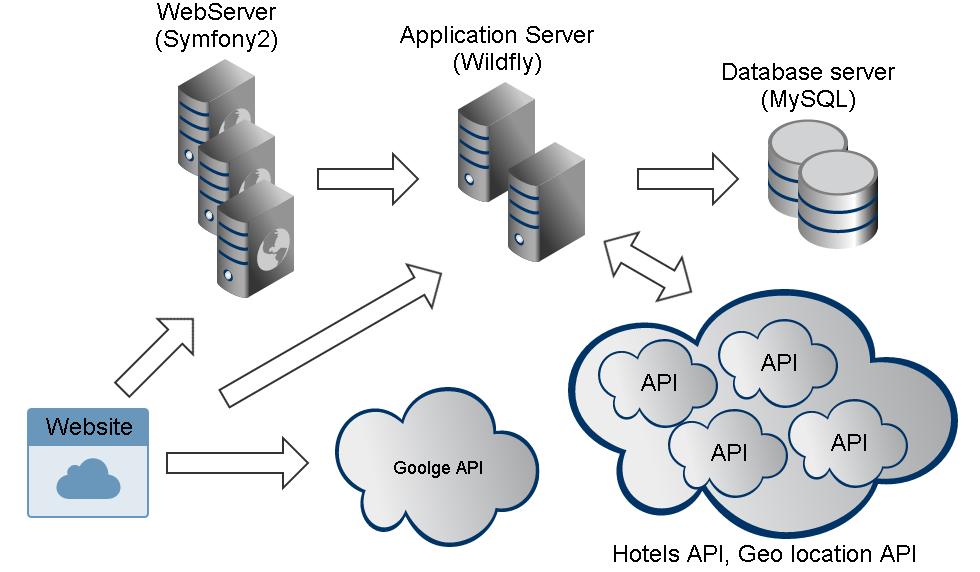 WebServer
(Symfony2)
Application Server
(Wildfly)
Database server
(MySQL)
API
API
API
API
Website
Goolge API
Hotels API, Geo location API